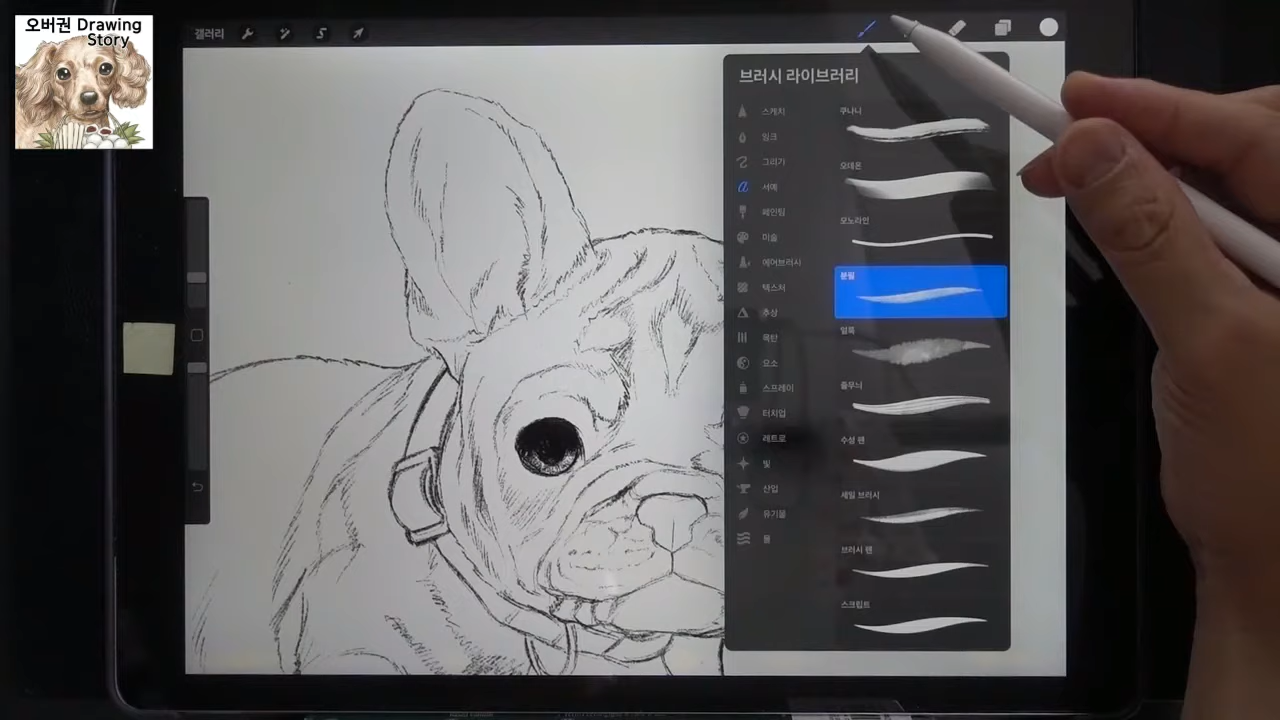 오버권 Drawing
Story
갤러리
브러시 라이브러리
스케치
잉크
그리기
서예
페인팅
미술
에어브러시
텍스처
추상
목탄
요소
스프레이
터치업
레트로
빛
산업
유기물
물
쿠나니
오데온
모노라인
분필
얼룩
줄무늬
수성 펜
셰일 브러시
브러시 펜
스크립트